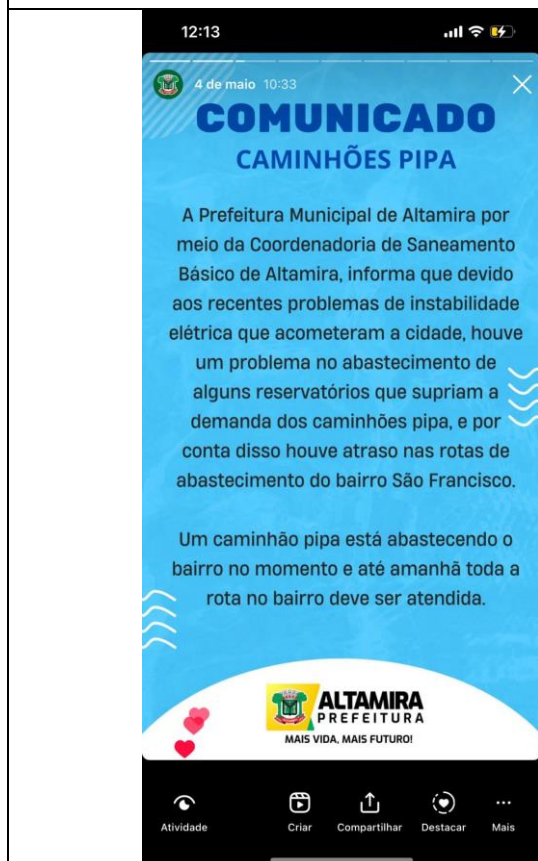 12:13
4 de maio 10:33
COMUNICADO
CAMINHÕES PIPA
A Prefeitura Municipal de Altamira por
meio da Coordenadoria de Saneamento
Básico de Altamira, informa que devido
aos recentes problemas de instabilidade
elétrica que acometeram a cidade, houve
um problema no abastecimento de
alguns reservatórios que supriam a
demanda dos caminhões pipa, e por
conta disso houve atraso nas rotas de
abastecimento do bairro São Francisco.
Um caminhão pipa está abastecendo o
bairro no momento e até amanhã toda a
rota no bairro deve ser atendida.
ALTAMIRA
PREFEITURA
MAIS VIDA, MAIS FUTURO!
Atividade Criar Compartilhar Destacar Mais